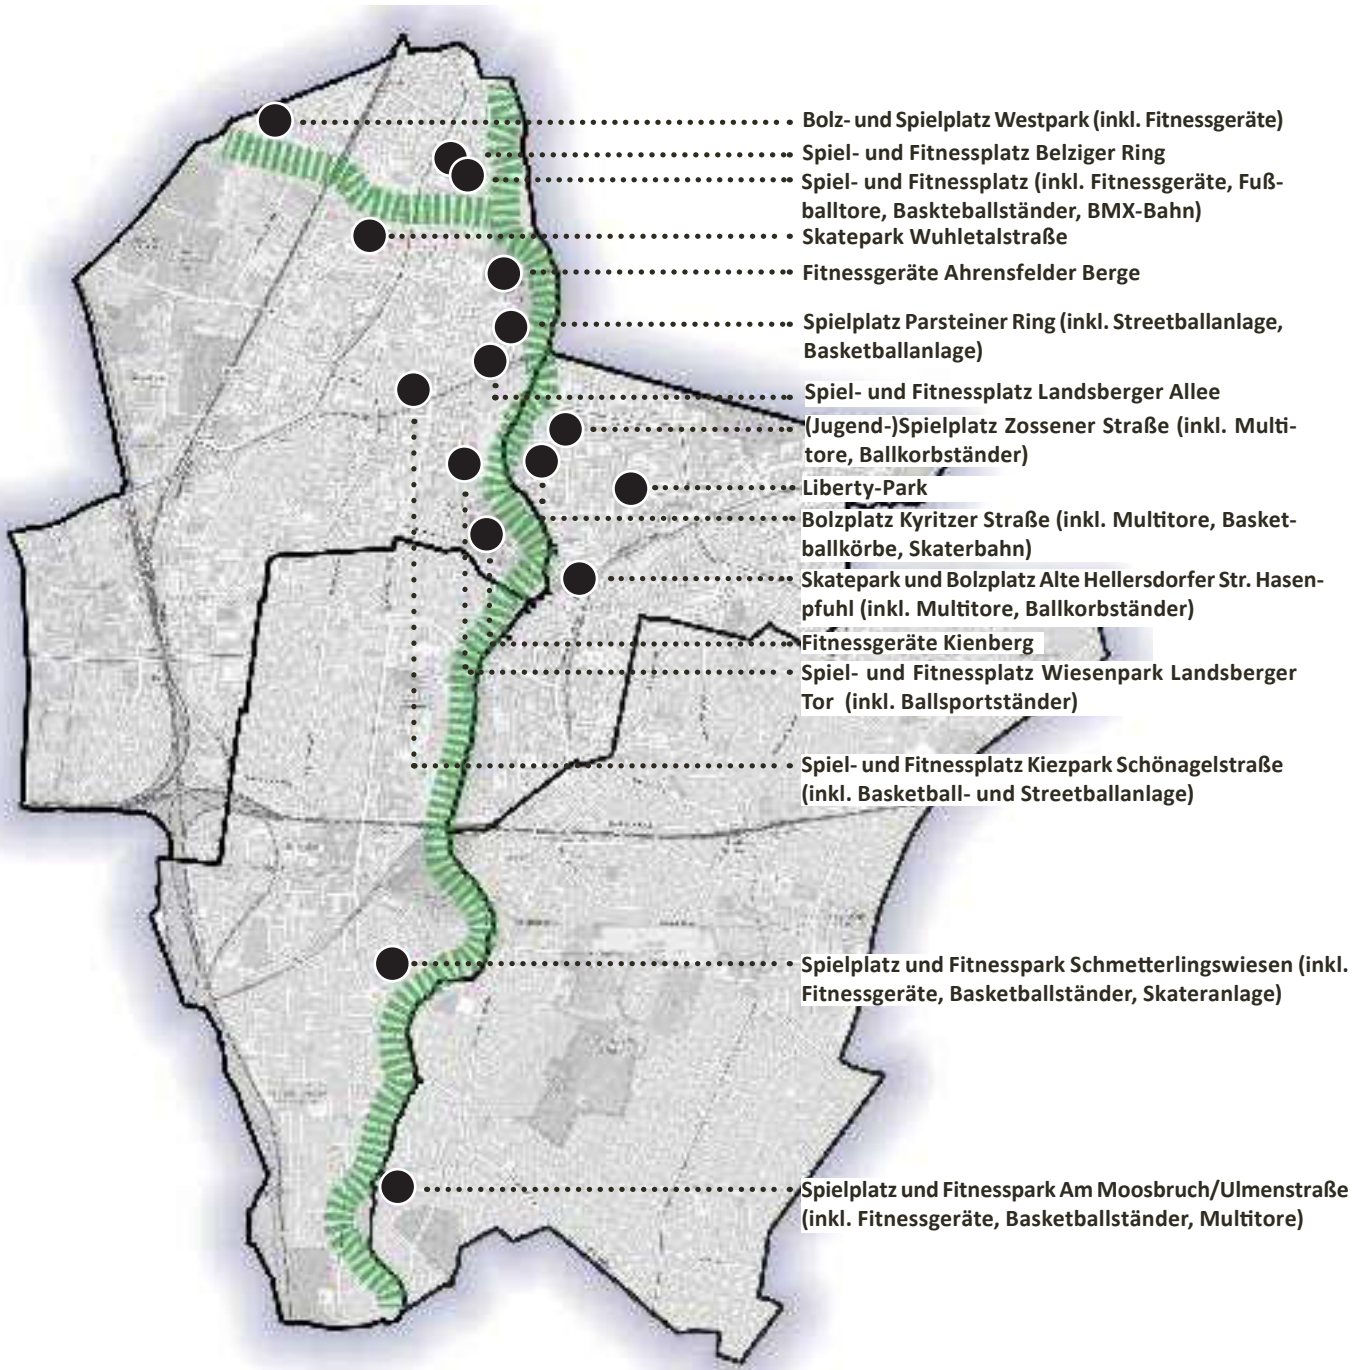 Bolz- und Spielplatz Westpark (inkl. Fitnessgeräte)
Spiel- und Fitnessplatz Belziger Ring
Spiel- und Fitnessplatz (inkl. Fitnessgeräte, Fuß-
balltore, Baskteballständer, BMX-Bahn)
Skatepark Wuhletalstraße
Fitnessgeräte Ahrensfelder Berge
Spielplatz Parsteiner Ring (inkl. Streetballanlage,
Basketballanlage)
Spiel- und Fitnessplatz Landsberger Allee
(Jugend-)Spielplatz Zossener Straße (inkl. Multi-
tore, Ballkorbständer)
Liberty-Park
Bolzplatz Kyritzer Straße (inkl. Multitore, Basket-
ballkörbe, Skaterbahn)
Skatepark und Bolzplatz Alte Hellersdorfer Str. Hasen-
pfuhl (inkl. Multitore, Ballkorbständer)
Fitnessgeräte Kienberg
Spiel- und Fitnessplatz Wiesenpark Landsberger
Tor (inkl. Ballsportständer)
Spiel- und Fitnessplatz Kiezpark Schönagelstraße
(inkl. Basketball- und Streetballanlage)
Spielplatz und Fitnesspark Schmetterlingswiesen (inkl.
Fitnessgeräte, Basketballständer, Skateranlage)
Spielplatz und Fitnesspark Am Moosbruch/Ulmenstraße
(inkl. Fitnessgeräte, Basketballständer, Multitore)